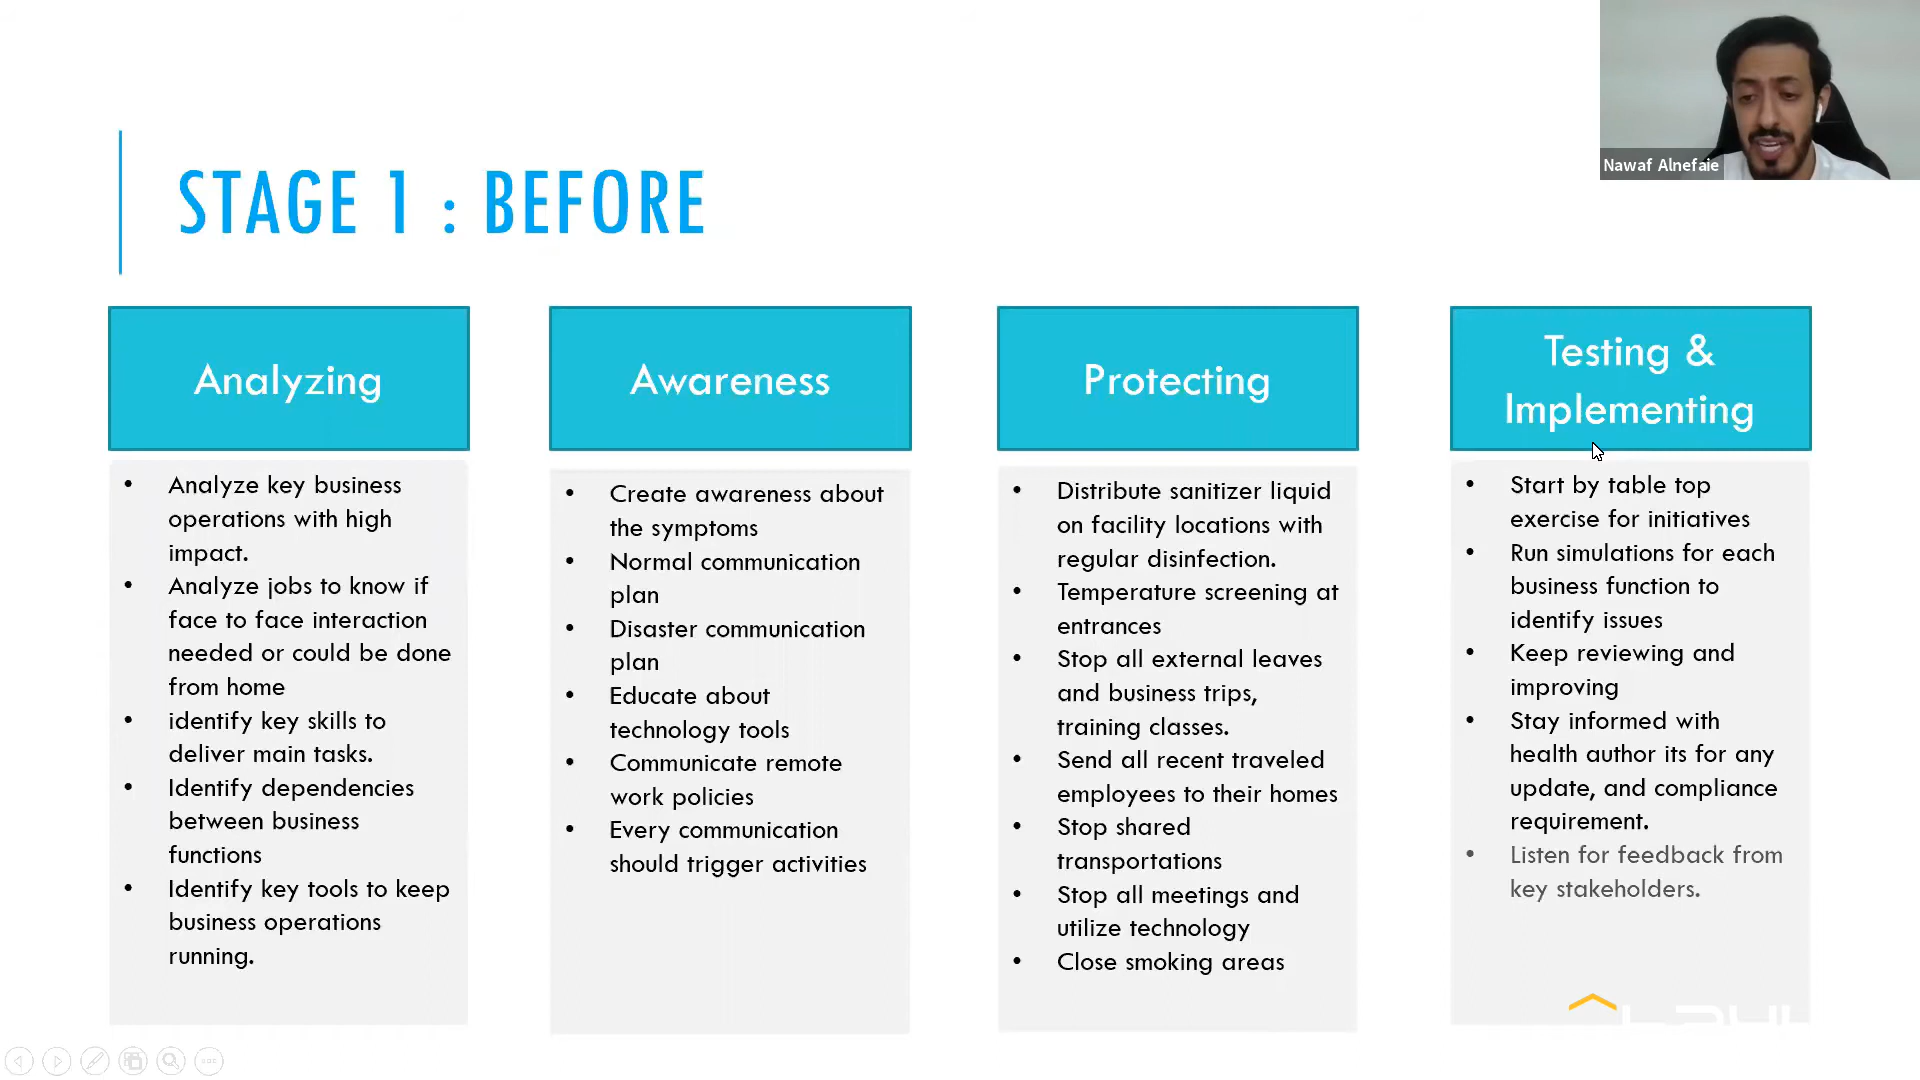 Nawaf Alnefaie
STAGE 1 : BEFORE
Analyzing
• Analyze key business
operations with high
impact.
• Analyze jobs to know if
face to face interaction
needed or could be done
from home
• identify key skills to
deliver main tasks.
• Identify dependencies
between business
functions
• Identify key tools to keep
business operations
running.
Awareness
• Create awareness about
the symptoms
• Normal communication
plan
• Disaster communication
plan
• Educate about
technology tools
• Communicate remote
work policies
• Every communication
should trigger activities
Protecting
• Distribute sanitizer liquid
on facility locations with
regular disinfection.
• Temperature screening at
entrances
• Stop all external leaves
and business trips,
training classes.
• Send all recent traveled
employees to their homes
• Stop shared
transportations
• Stop all meetings and
utilize technology
• Close smoking areas
Testing &
Implementing
• Start by table top
exercise for initiatives
• Run simulations for each
business function to
identify issues
• Keep reviewing and
improving
• Stay informed with
health author its for any
update, and compliance
requirement.
• Listen for feedback from
key stakeholders.